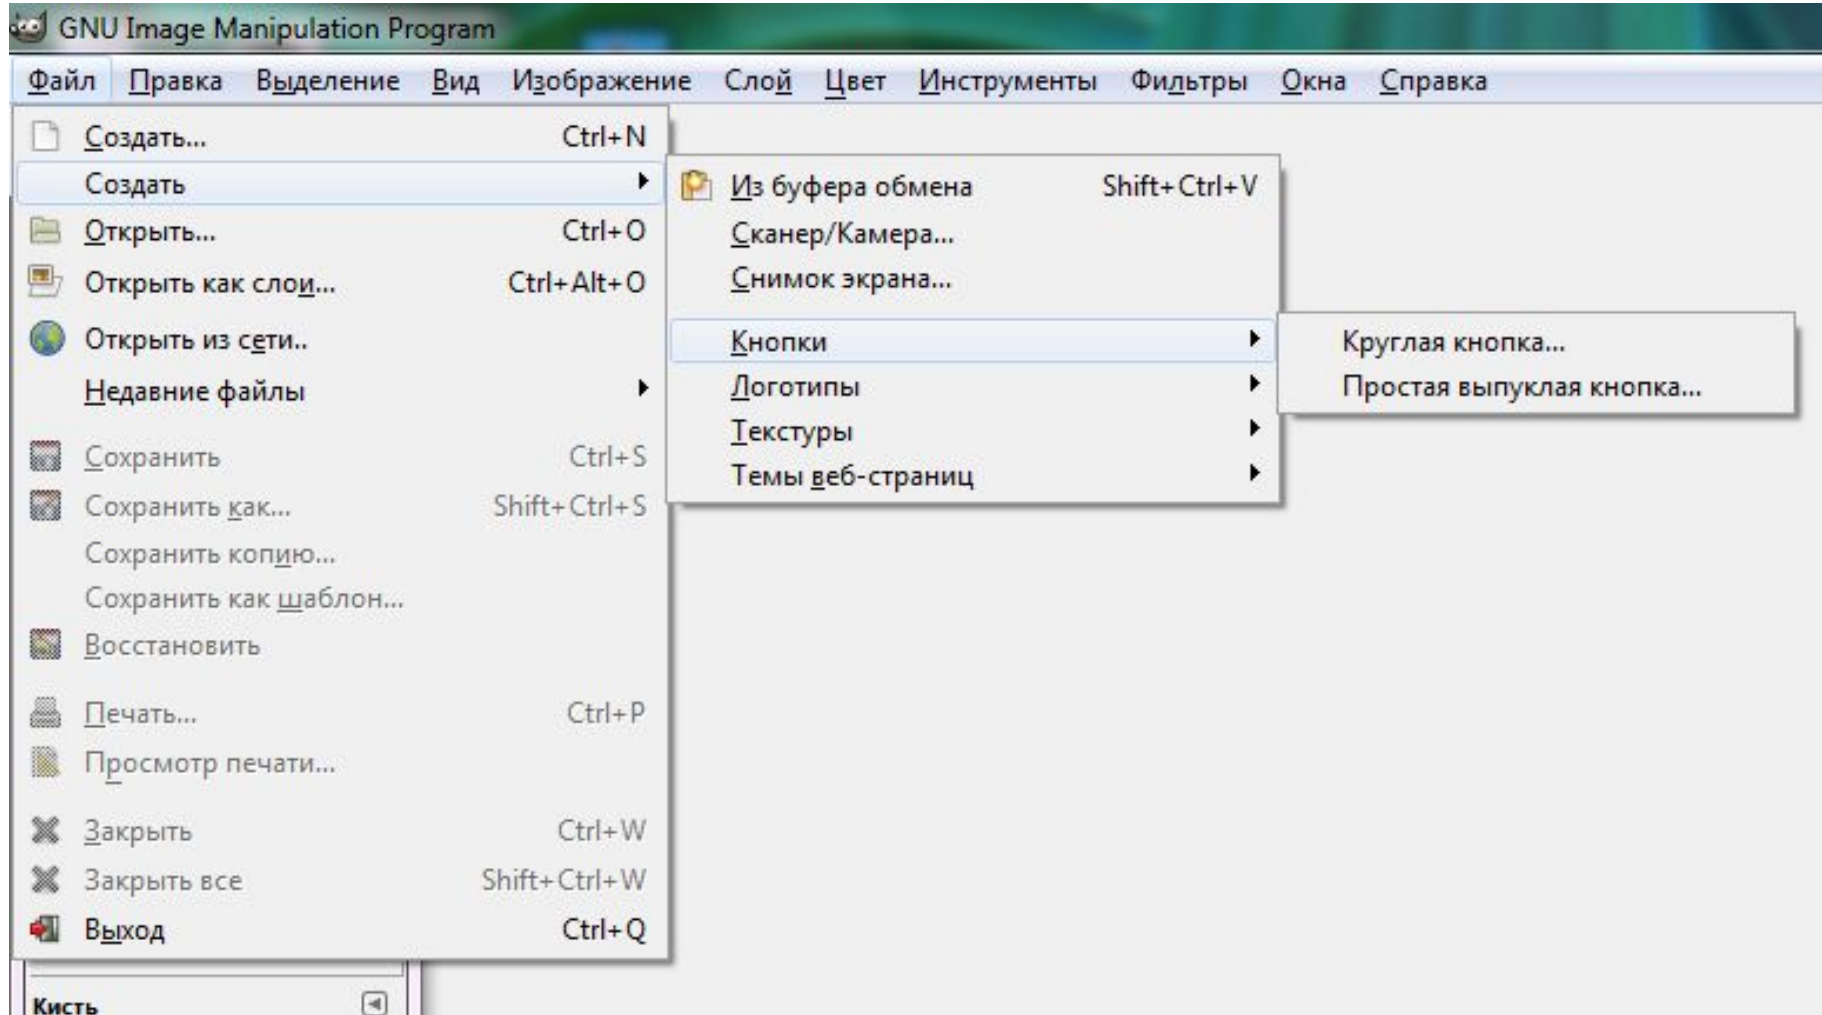 GNU Image Manipulation Program
Файл Правка Выделение Вид Изображение Слой Цвет Инструменты Фильтры Окна Справка
Создать... Ctrl+N
Создать
Открыть... Ctrl+O
Открыть как слои... Ctrl+Alt+O
Открыть из сети..
Недавние файлы
Сохранить Ctrl+S
Сохранить как... Shift+Ctrl+S
Сохранить копию...
Сохранить как шаблон...
Восстановить
Печать... Ctrl+P
Просмотр печати...
Закрыть Ctrl+W
Закрыть все Shift+Ctrl+W
Выход Ctrl+Q
Из буфера обмена Shift+Ctrl+V
Сканер/Камера...
Снимок экрана...
Кнопки
Логотипы
Текстуры
Темы веб-страниц
Круглая кнопка...
Простая выпуклая кнопка...
Кисть